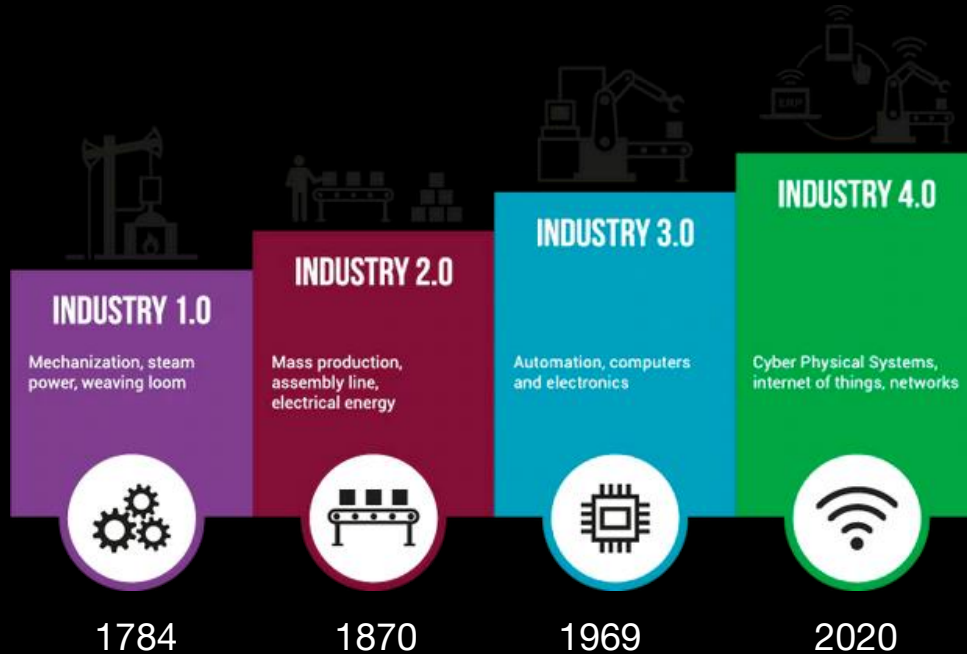 ERP
INDUSTRY 4.0
INDUSTRY 3.0
INDUSTRY 2.0
INDUSTRY 1.0
Mechanization, steam
power, weaving loom
Mass production,
assembly line,
electrical energy
Automation, computers
and electronics
Cyber Physical Systems,
internet of things, networks
1784
1870
1969
2020